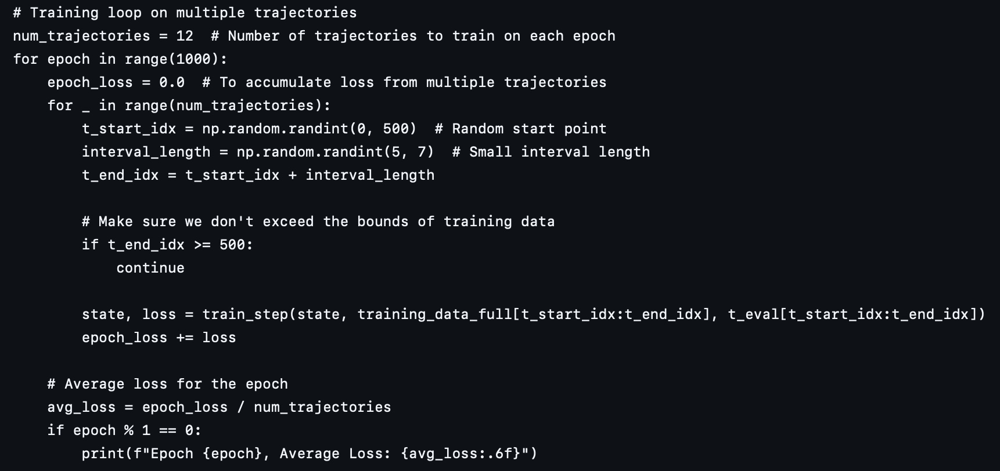 # Training loop on multiple trajectories
num_trajectories = 12  # Number of trajectories to train on each epoch
for epoch in range(1000):
    epoch_loss = 0.0  # To accumulate loss from multiple trajectories
    for _ in range(num_trajectories):
        t_start_idx = np.random.randint(0, 500)  # Random start point
        interval_length = np.random.randint(5, 7)  # Small interval length
        t_end_idx = t_start_idx + interval_length

        # Make sure we don't exceed the bounds of training data
        if t_end_idx >= 500:
            continue

        state, loss = train_step(state, training_data_full[t_start_idx:t_end_idx], t_eval[t_start_idx:t_end_idx])
        epoch_loss += loss

    # Average loss for the epoch
    avg_loss = epoch_loss / num_trajectories
    if epoch % 1 == 0:
        print(f"Epoch {epoch}, Average Loss: {avg_loss:.6f}")